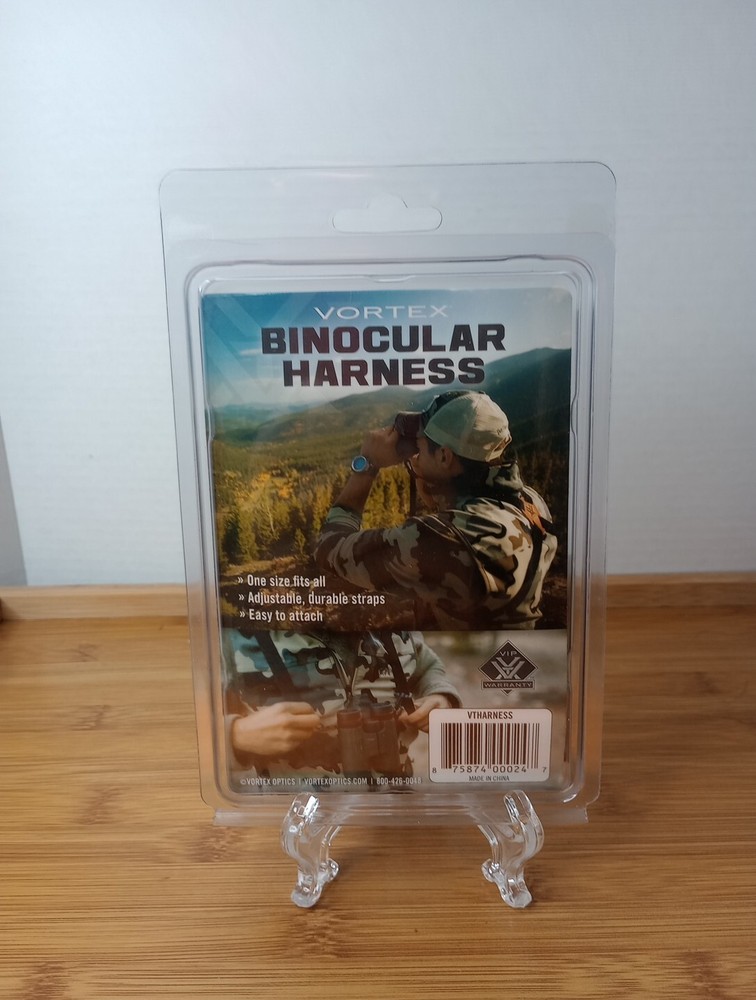 VORTEX
BINOCULAR
HARNESS
» One size fits all
» Adjustable, durable straps
» Easy to attach
VIP
WARRANTY
VTHARNESS
8 75874 00024 7
MADE IN CHINA
©VORTEX OPTICS | VORTEXOPTICS.COM | 800-426-0048